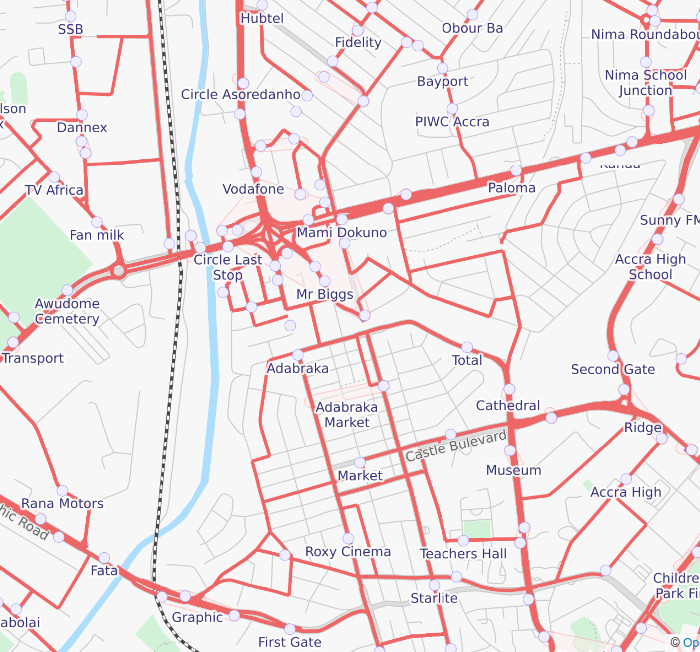 Hubtel
SSB
Fidelity
Obour Ba
Nima Roundabou
Bayport
Nima School
Junction
Circle Asoredanho
lson
x
PIWC Accra
Dannex
Kanda
TV Africa
Vodafone
Paloma
Sunny FM
Fan milk
Mami Dokuno
Circle Last
Stop
Accra High
School
Mr Biggs
Awudome
Cemetery
Transport
Total
Adabraka
Second Gate
Adabraka
Market
Cathedral
Ridge
Castle Bulevard
Market
Museum
Accra High
Rana Motors
hic Road
Roxy Cinema
Teachers Hall
Fata
Children
Park Fi
Starlite
abolai
Graphic
First Gate
© Op